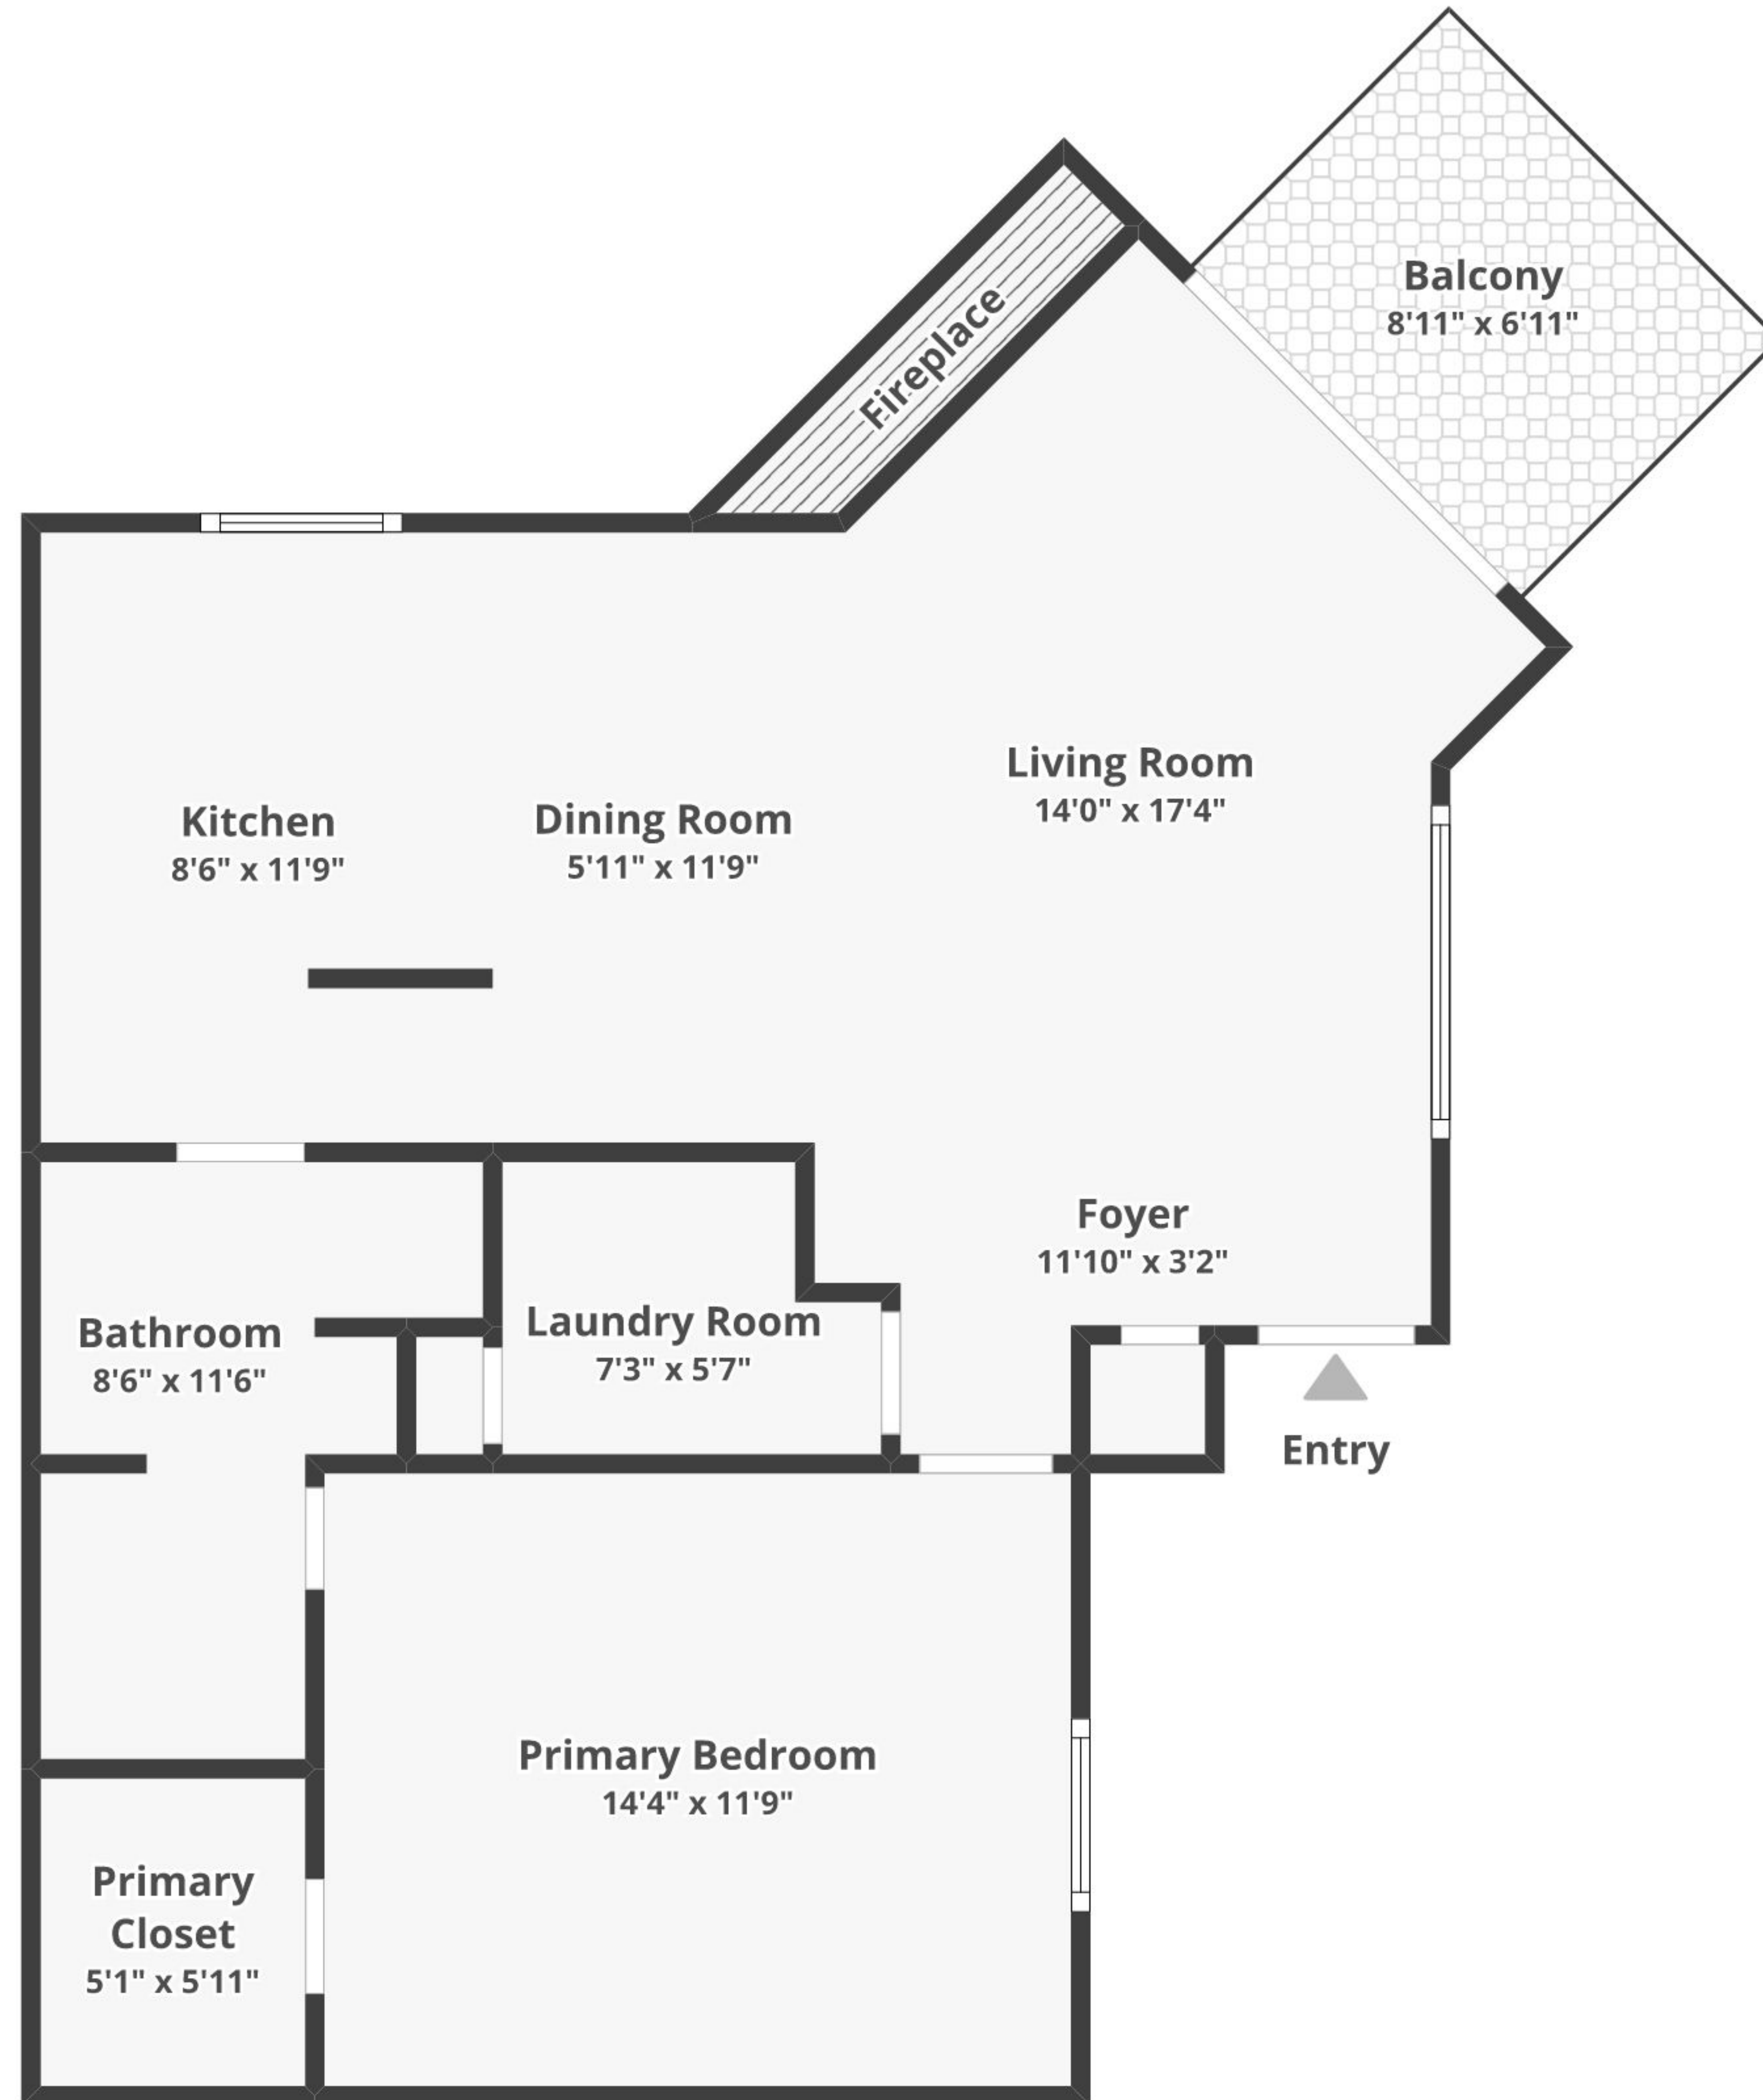 Balcony
8'11" x 6'11"
Fireplace
Living Room
14'0" x 17'4"
Kitchen
8'6" x 11'9"
Dining Room
5'11" x 11'9"
Foyer
11'10" x 3'2"
Bathroom
8'6" x 11'6"
Laundry Room
7'3" x 5'7"
Entry
Primary Bedroom
14'4" x 11'9"
Primary
Closet
5'1" x 5'11"